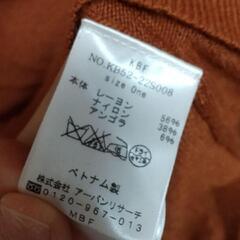 KBF
NO.KB52-22S008
size One
本体 レーヨン 56%
ナイロン 38%
アンゴラ 6%
ベトナム製
株式会社
アーバンリサーチ
0120-967-013
MBF